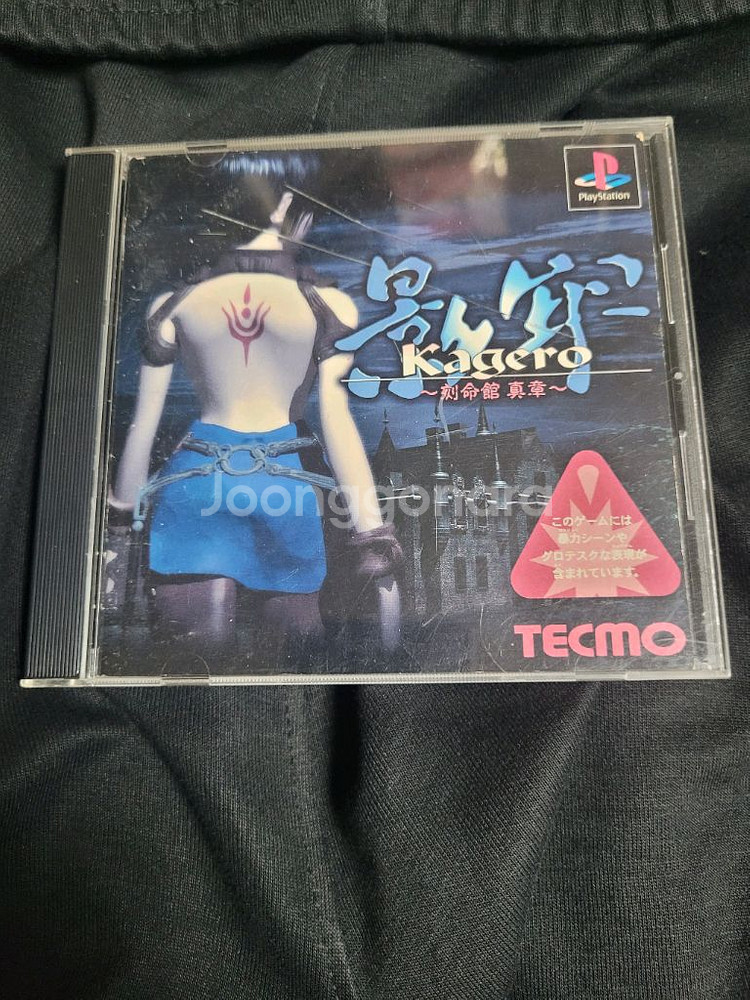 PlayStation
影牢
Kagero
～刻命館 真章～
Joonggonara
このゲームには
暴力シーンや
グロテスクな表現が
含まれています。
TECMO